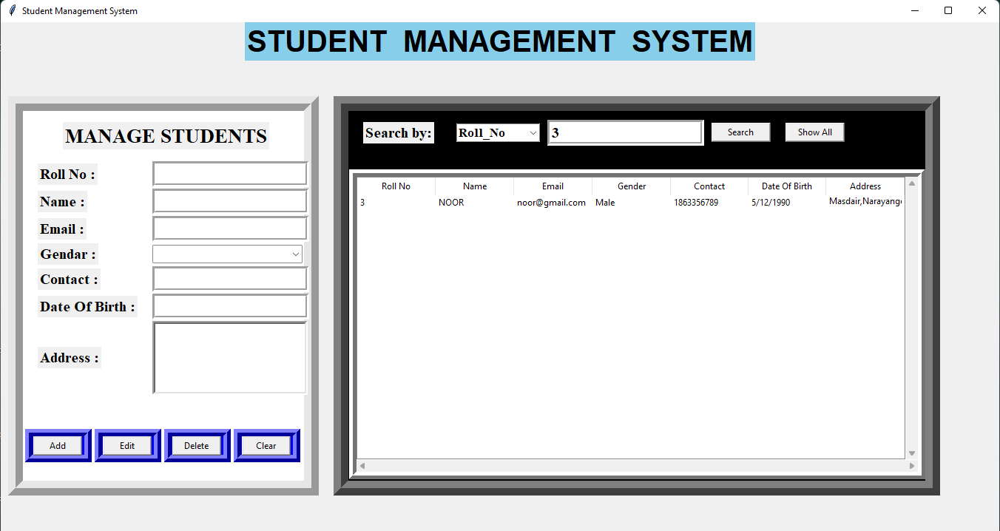 Student Management System
STUDENT MANAGEMENT SYSTEM
MANAGE STUDENTS
Roll No :
Name :
Email :
Gendar :
Contact :
Date Of Birth :
Address :
Add Edit Delete Clear
Search by: Roll_No 3 Search Show All
Roll No Name Email Gender Contact Date Of Birth Address
3 NOOR noor@gmail.com Male 1863356789 5/12/1990 Masdair,